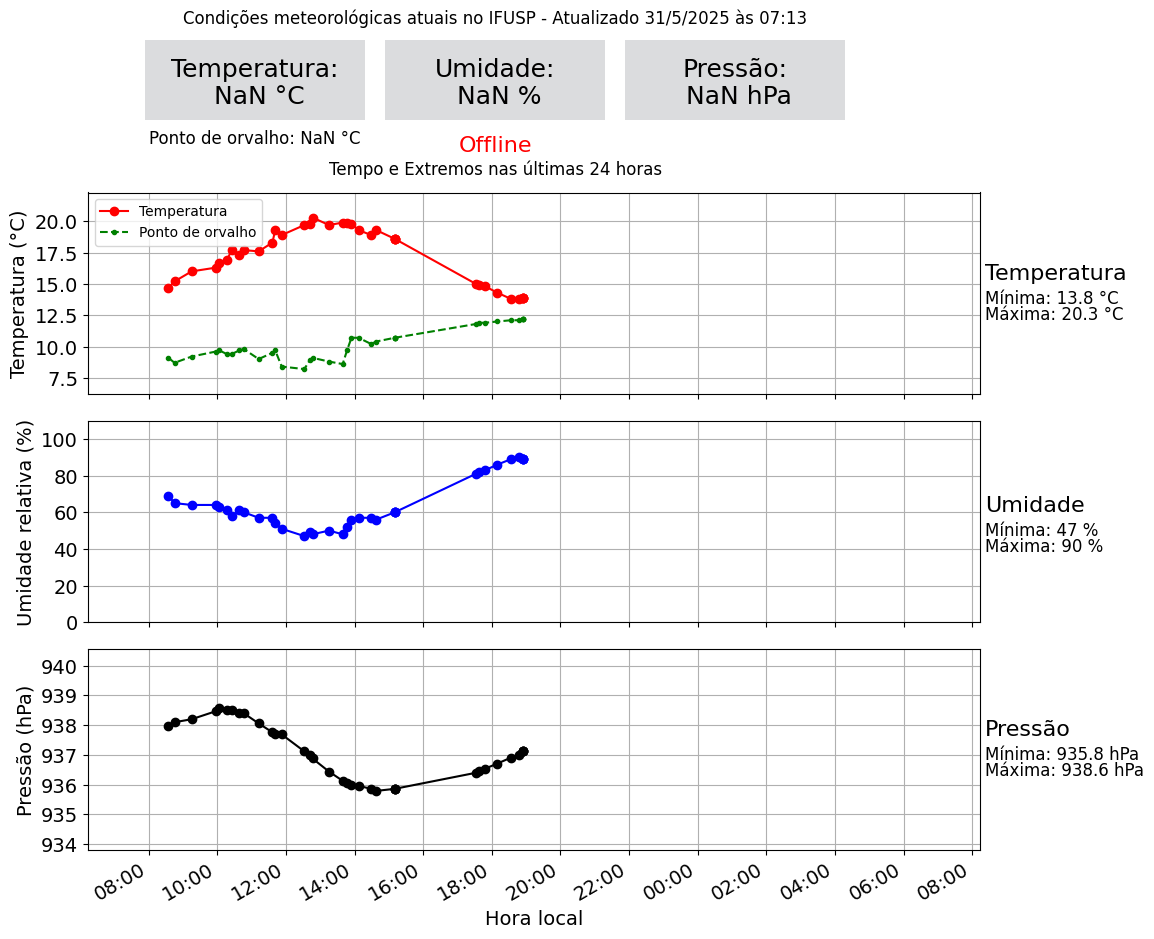 Condições meteorológicas atuais no IFUSP - Atualizado 31/5/2025 às 07:13
Temperatura:
NaN °C
Umidade:
NaN %
Pressão:
NaN hPa
Ponto de orvalho: NaN °C
Offline
Tempo e Extremos nas últimas 24 horas
Temperatura (°C)
20.0
17.5
15.0
12.5
10.0
7.5
Temperatura
Ponto de orvalho
Temperatura
Mínima: 13.8 °C
Máxima: 20.3 °C
Umidade relativa (%)
100
80
60
40
20
0
Umidade
Mínima: 47 %
Máxima: 90 %
Pressão (hPa)
940
939
938
937
936
935
934
Pressão
Mínima: 935.8 hPa
Máxima: 938.6 hPa
08:00
10:00
12:00
14:00
16:00
18:00
20:00
22:00
00:00
02:00
04:00
06:00
08:00
Hora local